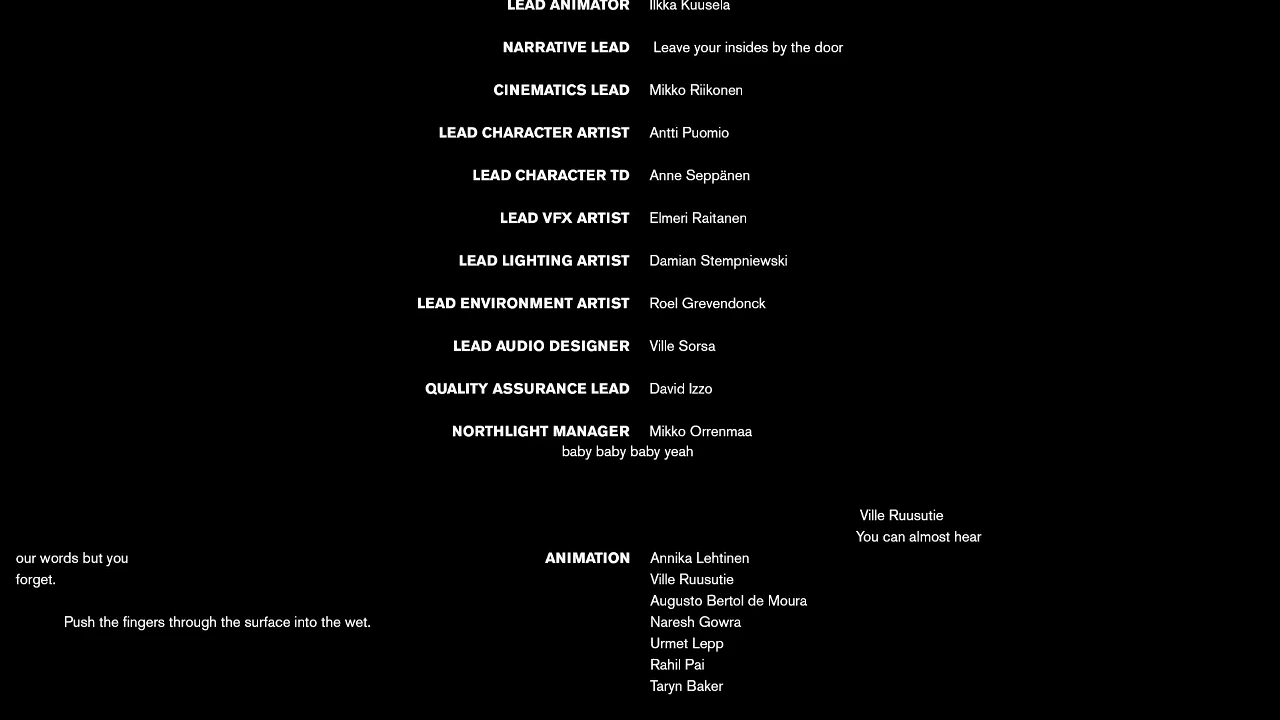 LEAD ANIMATOR Ilkka Kuusela
NARRATIVE LEAD Leave your insides by the door
CINEMATICS LEAD Mikko Riikonen
LEAD CHARACTER ARTIST Antti Puomio
LEAD CHARACTER TD Anne Seppänen
LEAD VFX ARTIST Elmeri Raitanen
LEAD LIGHTING ARTIST Damian Stempniewski
LEAD ENVIRONMENT ARTIST Roel Grevendonck
LEAD AUDIO DESIGNER Ville Sorsa
QUALITY ASSURANCE LEAD David Izzo
NORTHLIGHT MANAGER Mikko Orrenmaa
baby baby baby yeah
Ville Ruusutie
You can almost hear
our words but you
forget.
Push the fingers through the surface into the wet.
ANIMATION Annika Lehtinen
Ville Ruusutie
Augusto Bertol de Moura
Naresh Gowra
Urmet Lepp
Rahil Pai
Taryn Baker